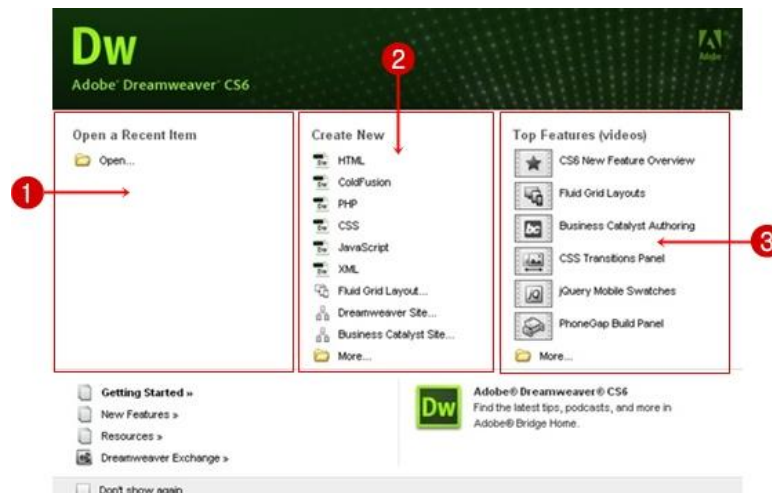 Dw
Adobe® Dreamweaver® CS6
Adobe
2
Open a Recent Item
Open...
1
Create New
HTML
ColdFusion
PHP
CSS
JavaScript
XML
Fluid Grid Layout...
Dreamweaver Site...
Business Catalyst Site...
More...
Top Features (videos)
CS6 New Feature Overview
Fluid Grid Layouts
Business Catalyst Authoring
CSS Transitions Panel
jQuery Mobile Swatches
PhoneGap Build Panel
More...
3
Getting Started »
New Features »
Resources »
Dreamweaver Exchange »
Dw
Adobe® Dreamweaver® CS6
Find the latest tips, podcasts, and more in
Adobe® Bridge Home.
Don't show again